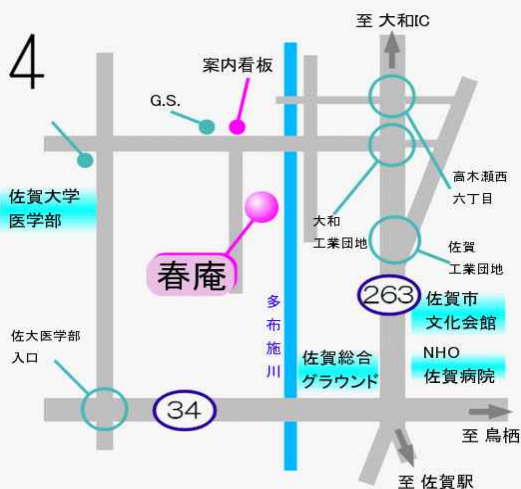 至 大和IC
4
案内看板
G.S.
高木瀬西
六丁目
佐賀大学
医学部
大和
工業団地
佐賀
工業団地
春庵
263
佐賀市
文化会館
多布施川
佐大医学部
入口
佐賀総合
グラウンド
NHO
佐賀病院
34
至 鳥栖
至 佐賀駅